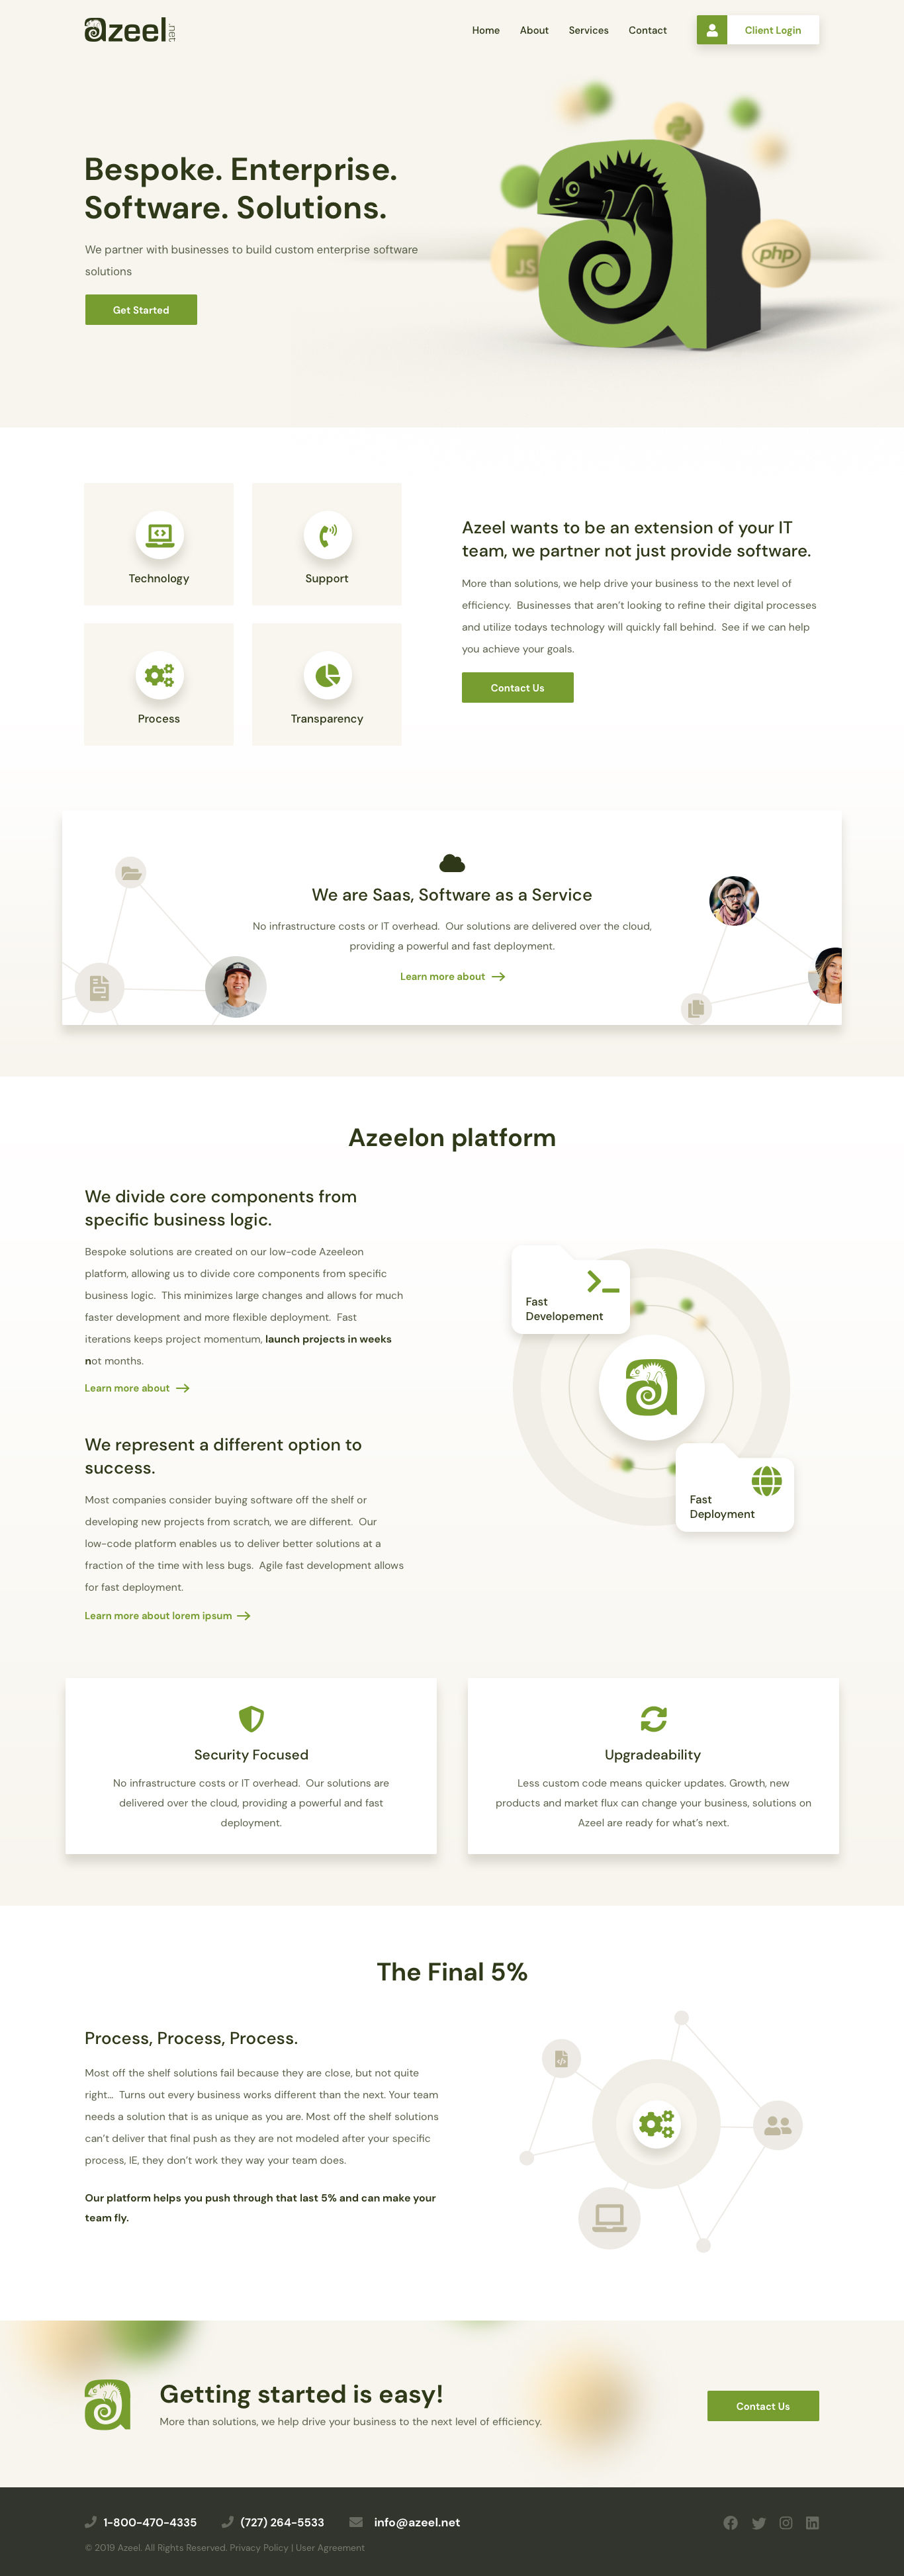 azeel.net
Home About Services Contact Client Login
Bespoke. Enterprise.
Software. Solutions.
We partner with businesses to build custom enterprise software
solutions
Get Started
JS
php
Technology
Support
Process
Transparency
Azeel wants to be an extension of your IT
team, we partner not just provide software.
More than solutions, we help drive your business to the next level of
efficiency.  Businesses that aren’t looking to refine their digital processes
and utilize todays technology will quickly fall behind.  See if we can help
you achieve your goals.
Contact Us
We are Saas, Software as a Service
No infrastructure costs or IT overhead.  Our solutions are delivered over the cloud,
providing a powerful and fast deployment.
Learn more about
Azeelon platform
We divide core components from
specific business logic.
Bespoke solutions are created on our low-code Azeeleon
platform, allowing us to divide core components from specific
business logic.  This minimizes large changes and allows for much
faster development and more flexible deployment.  Fast
iterations keeps project momentum, launch projects in weeks
not months.
Learn more about
We represent a different option to
success.
Most companies consider buying software off the shelf or
developing new projects from scratch, we are different.  Our
low-code platform enables us to deliver better solutions at a
fraction of the time with less bugs.  Agile fast development allows
for fast deployment.
Learn more about lorem ipsum
Fast
Developement
Fast
Deployment
Security Focused
No infrastructure costs or IT overhead.  Our solutions are
delivered over the cloud, providing a powerful and fast
deployment.
Upgradeability
Less custom code means quicker updates. Growth, new
products and market flux can change your business, solutions on
Azeel are ready for what’s next.
The Final 5%
Process, Process, Process.
Most off the shelf solutions fail because they are close, but not quite
right…  Turns out every business works different than the next. Your team
needs a solution that is as unique as you are. Most off the shelf solutions
can’t deliver that final push as they are not modeled after your specific
process, IE, they don’t work they way your team does.
Our platform helps you push through that last 5% and can make your
team fly.
Getting started is easy!
More than solutions, we help drive your business to the next level of efficiency.
Contact Us
1-800-470-4335 (727) 264-5533 info@azeel.net
© 2019 Azeel. All Rights Reserved. Privacy Policy | User Agreement